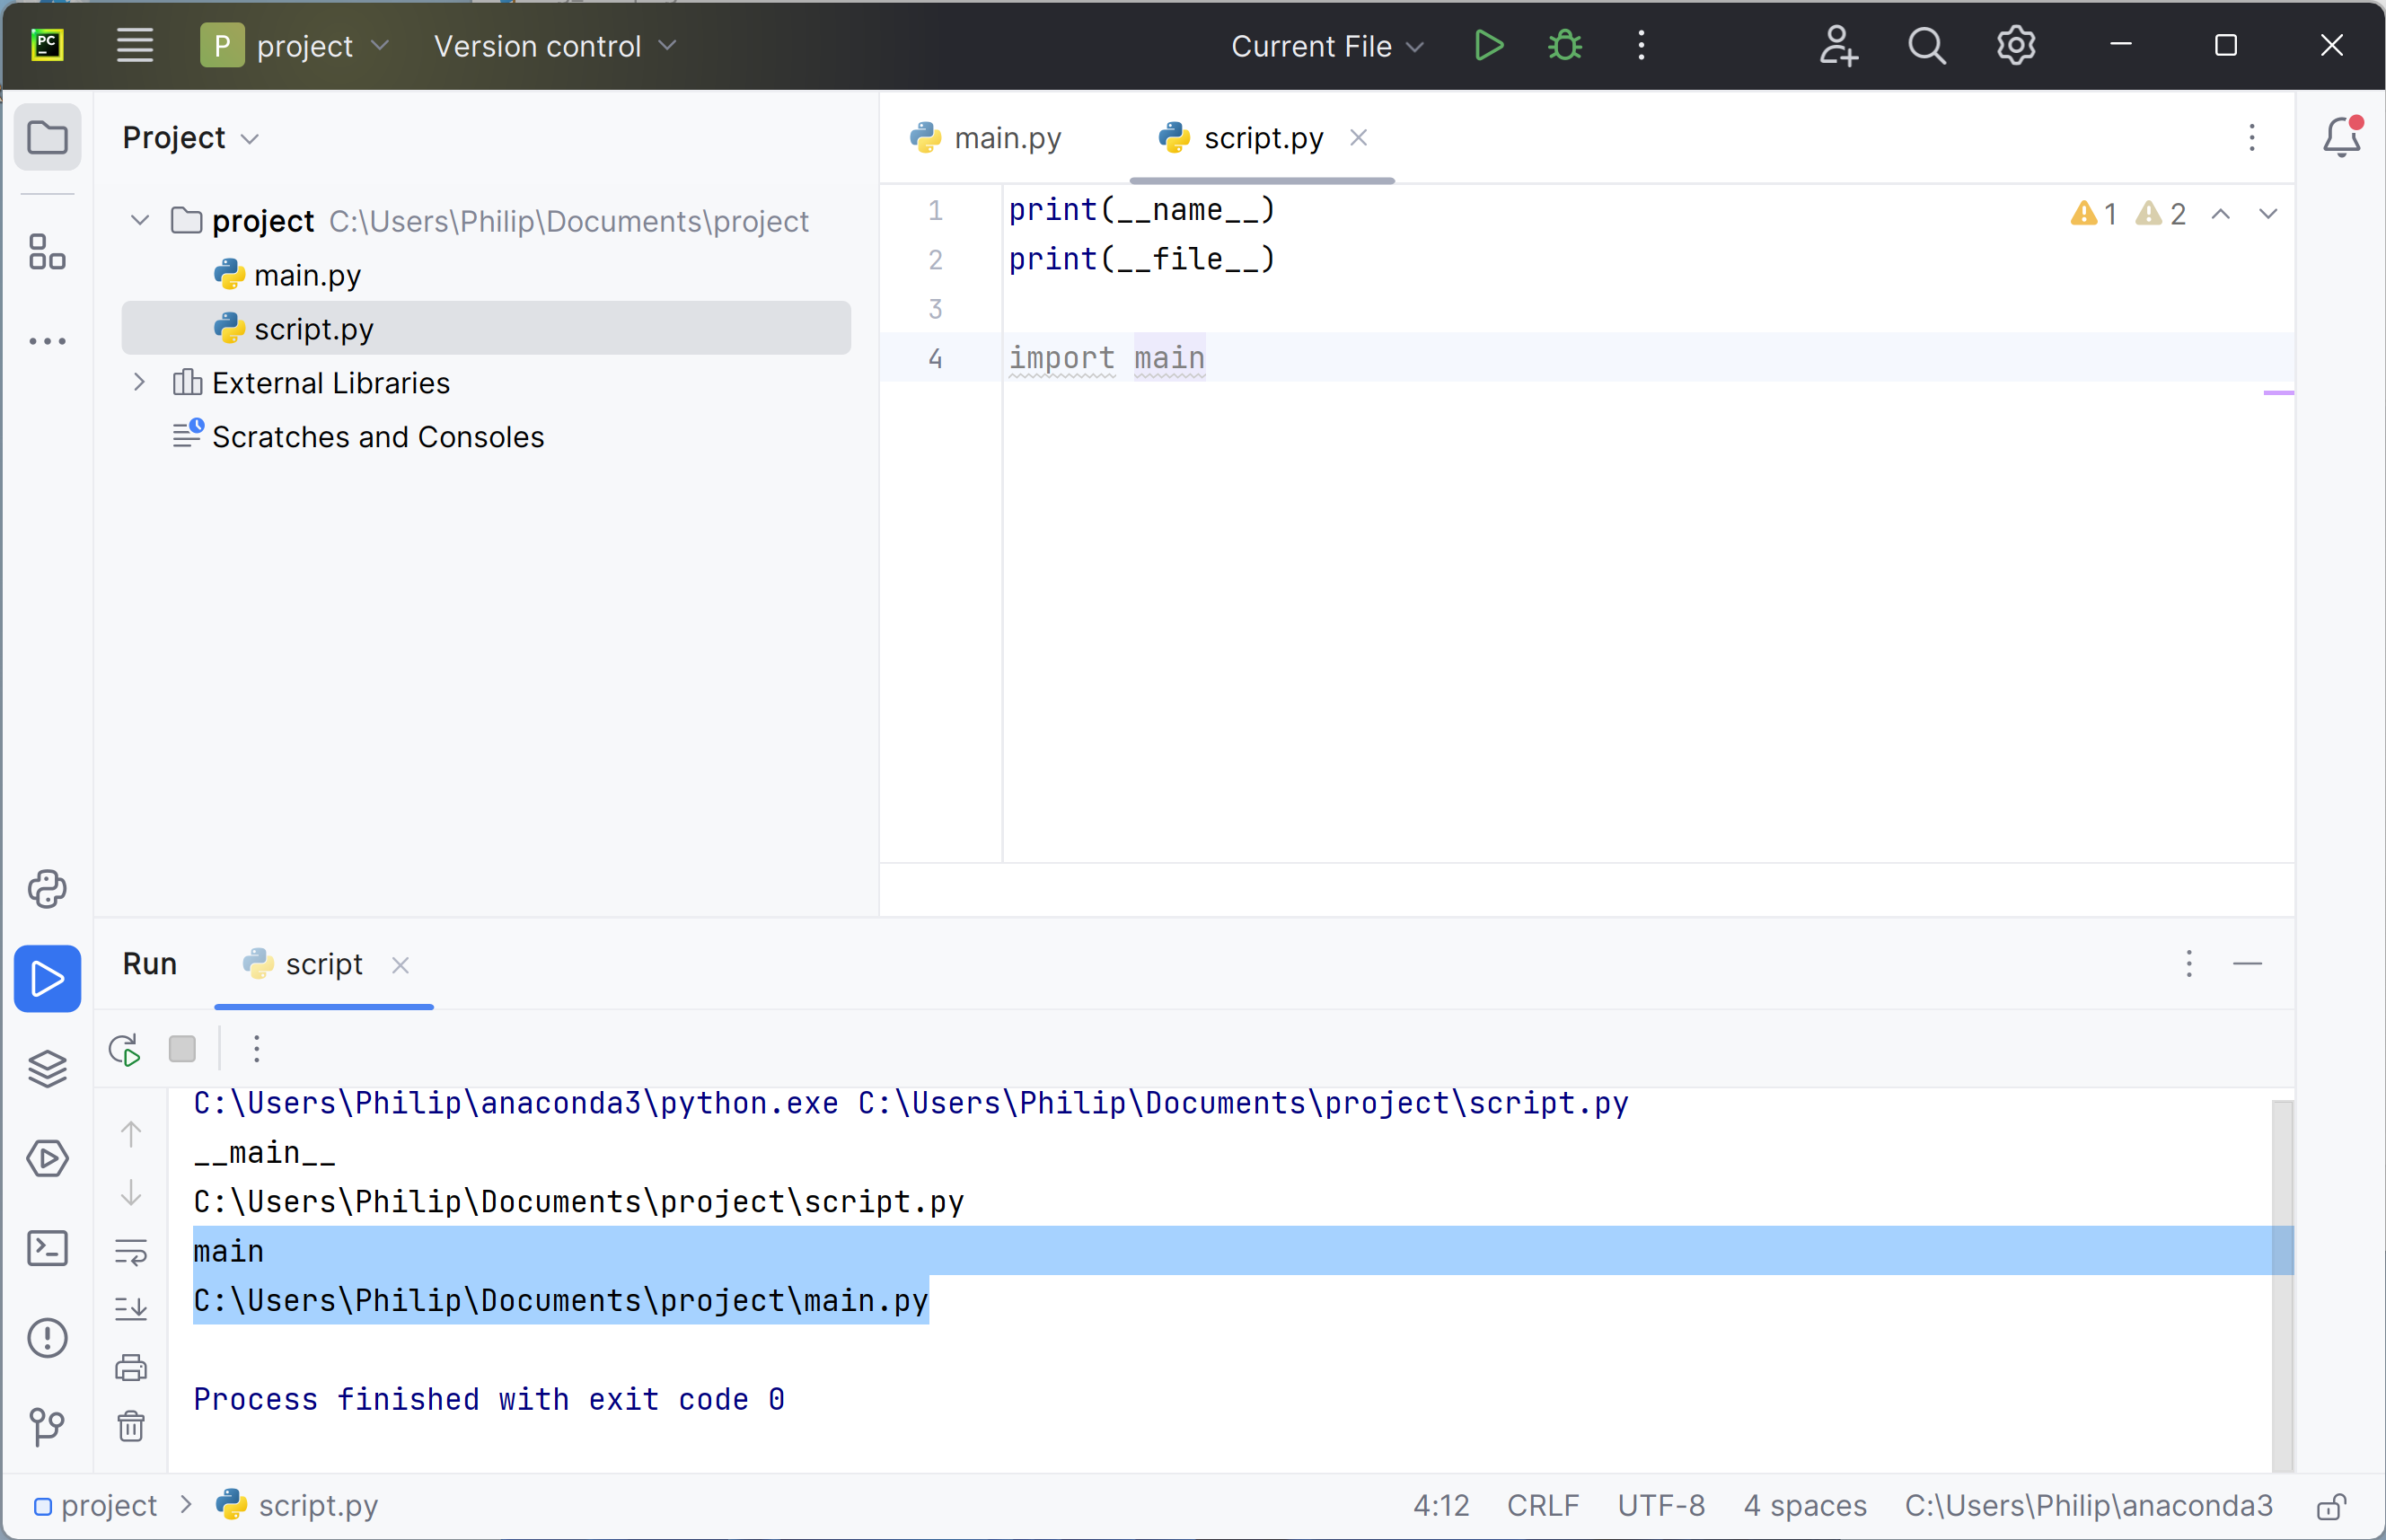 PC
P project Version control Current File
Project
project C:\Users\Philip\Documents\project
main.py
script.py
External Libraries
Scratches and Consoles
main.py script.py
1 print(__name__)
2 print(__file__)
3
4 import main
1 2
Run script
C:\Users\Philip\anaconda3\python.exe C:\Users\Philip\Documents\project\script.py
__main__
C:\Users\Philip\Documents\project\script.py
main
C:\Users\Philip\Documents\project\main.py
Process finished with exit code 0
project > script.py 4:12 CRLF UTF-8 4 spaces C:\Users\Philip\anaconda3